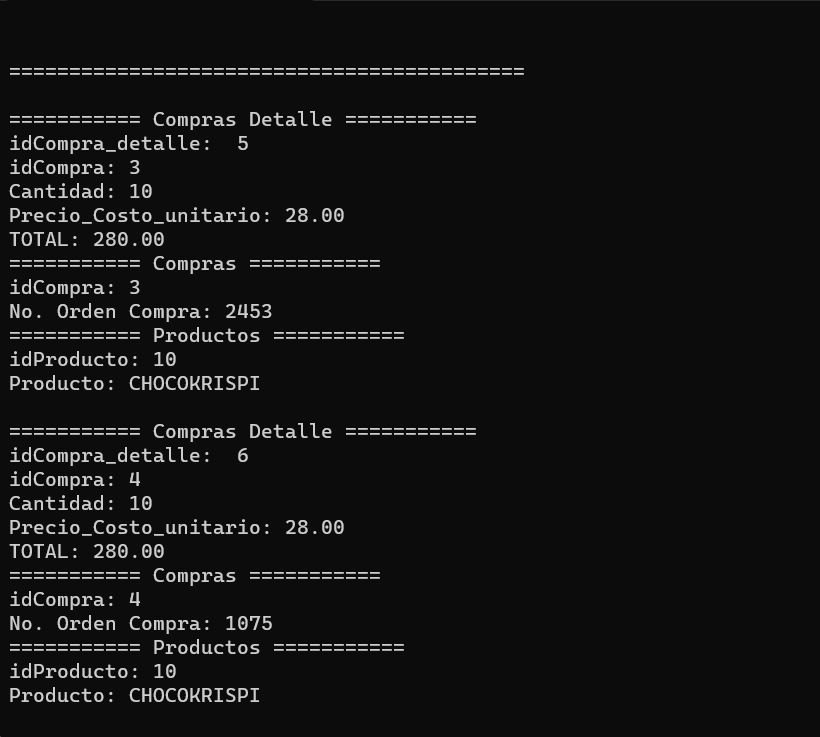 ===========================================
=========== Compras Detalle ===========
idCompra_detalle:  5
idCompra: 3
Cantidad: 10
Precio_Costo_unitario: 28.00
TOTAL: 280.00
=========== Compras ===========
idCompra: 3
No. Orden Compra: 2453
=========== Productos ===========
idProducto: 10
Producto: CHOCOKRISPI
=========== Compras Detalle ===========
idCompra_detalle:  6
idCompra: 4
Cantidad: 10
Precio_Costo_unitario: 28.00
TOTAL: 280.00
=========== Compras ===========
idCompra: 4
No. Orden Compra: 1075
=========== Productos ===========
idProducto: 10
Producto: CHOCOKRISPI